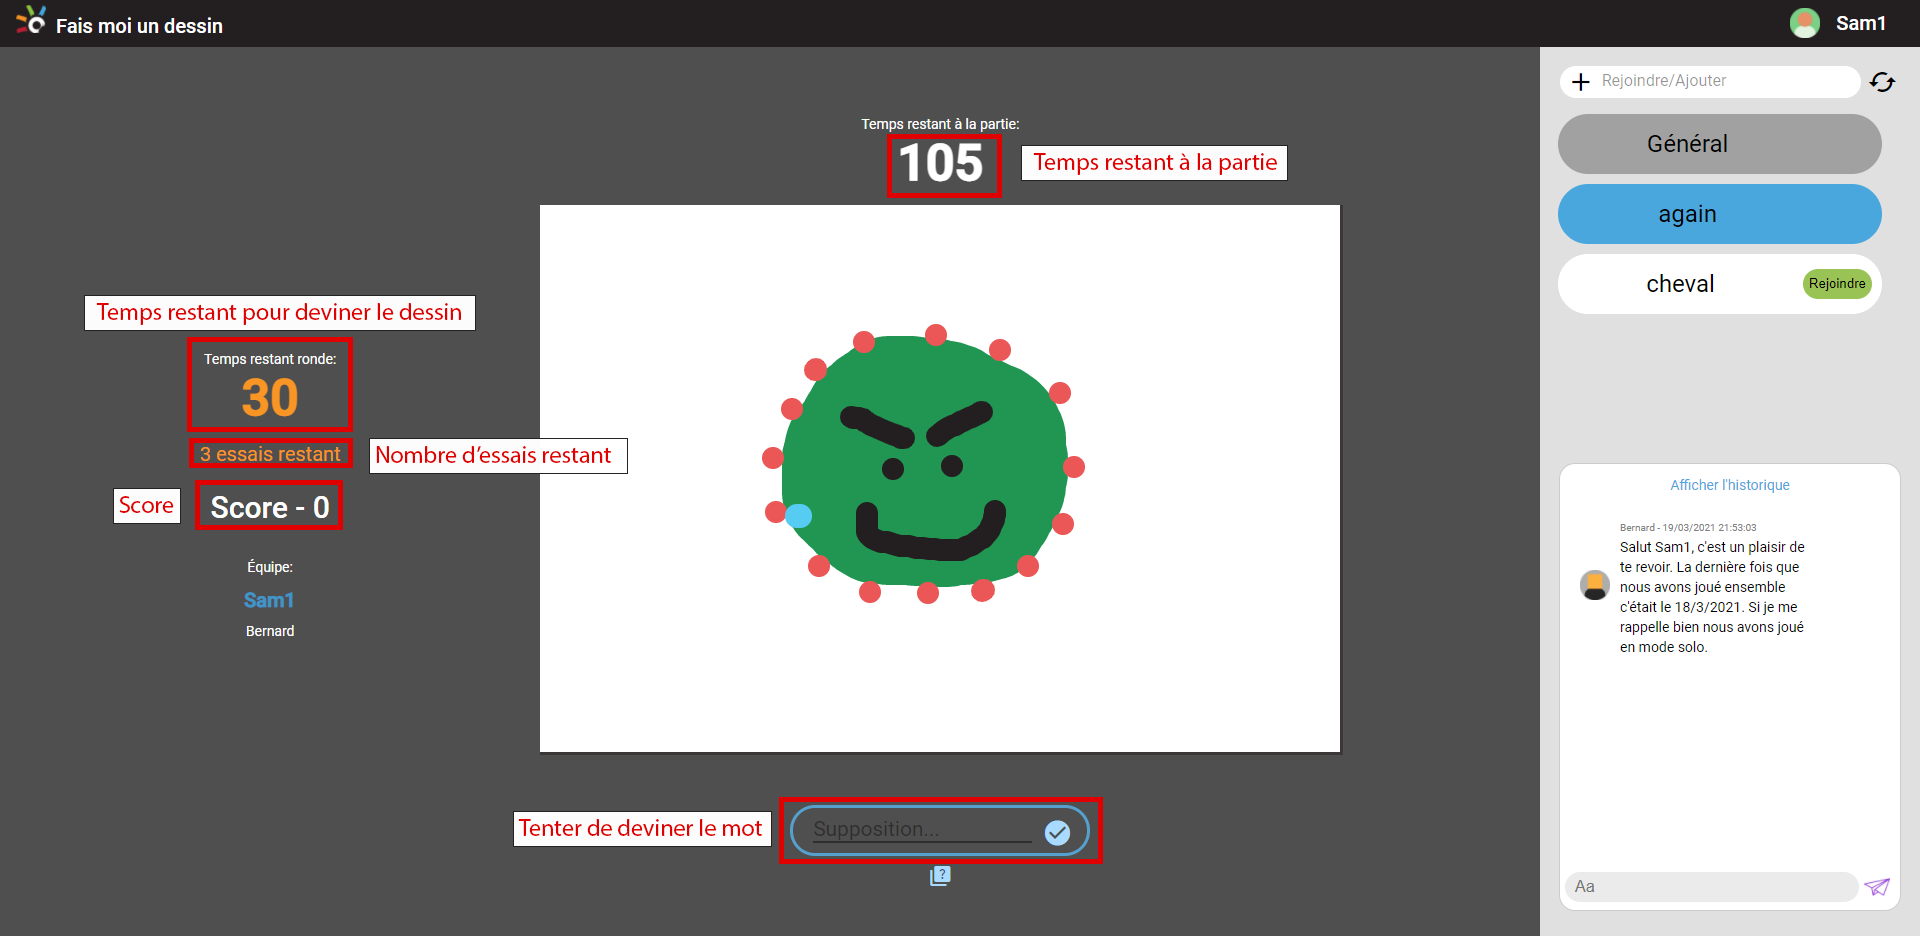 Fais moi un dessin
Sam1
Rejoindre/Ajouter
Général
again
cheval
Rejoindre
Temps restant à la partie:
105
Temps restant à la partie
Temps restant pour deviner le dessin
Temps restant ronde:
30
3 essais restant
Nombre d'essais restant
Score
Score - 0
Équipe:
Sam1
Bernard
Tenter de deviner le mot
Supposition...
?
Afficher l'historique
Bernard - 19/03/2021 21:53:03
Salut Sam1, c'est un plaisir de
te revoir. La dernière fois que
nous avons joué ensemble
c'était le 18/3/2021. Si je me
rappelle bien nous avons joué
en mode solo.
Aa